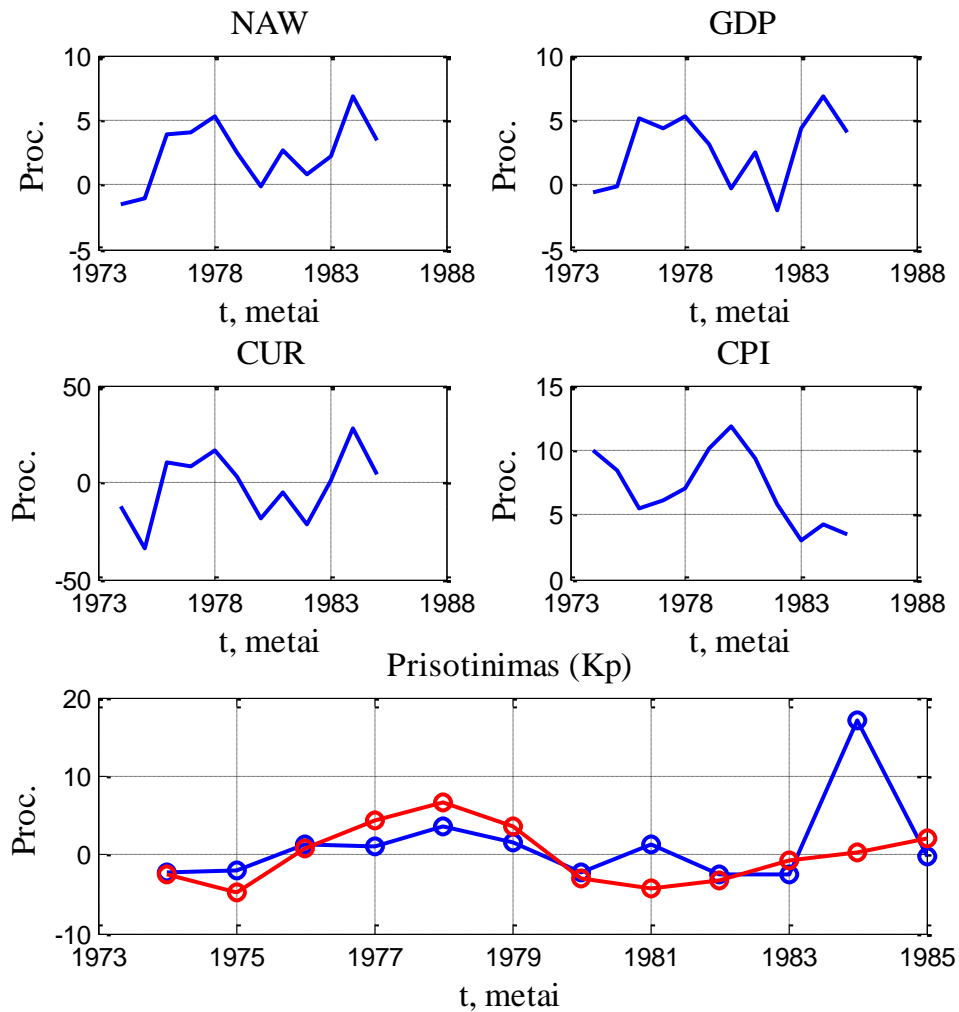 NAW
10
5
0
-5
Proc.
1973 1978 1983 1988
t, metai
GDP
10
5
0
-5
Proc.
1973 1978 1983 1988
t, metai
CUR
50
0
-50
Proc.
1973 1978 1983 1988
t, metai
CPI
15
10
5
0
Proc.
1973 1978 1983 1988
t, metai
Prisotinimas (Kp)
20
10
0
-10
Proc.
1973 1975 1977 1979 1981 1983 1985
t, metai